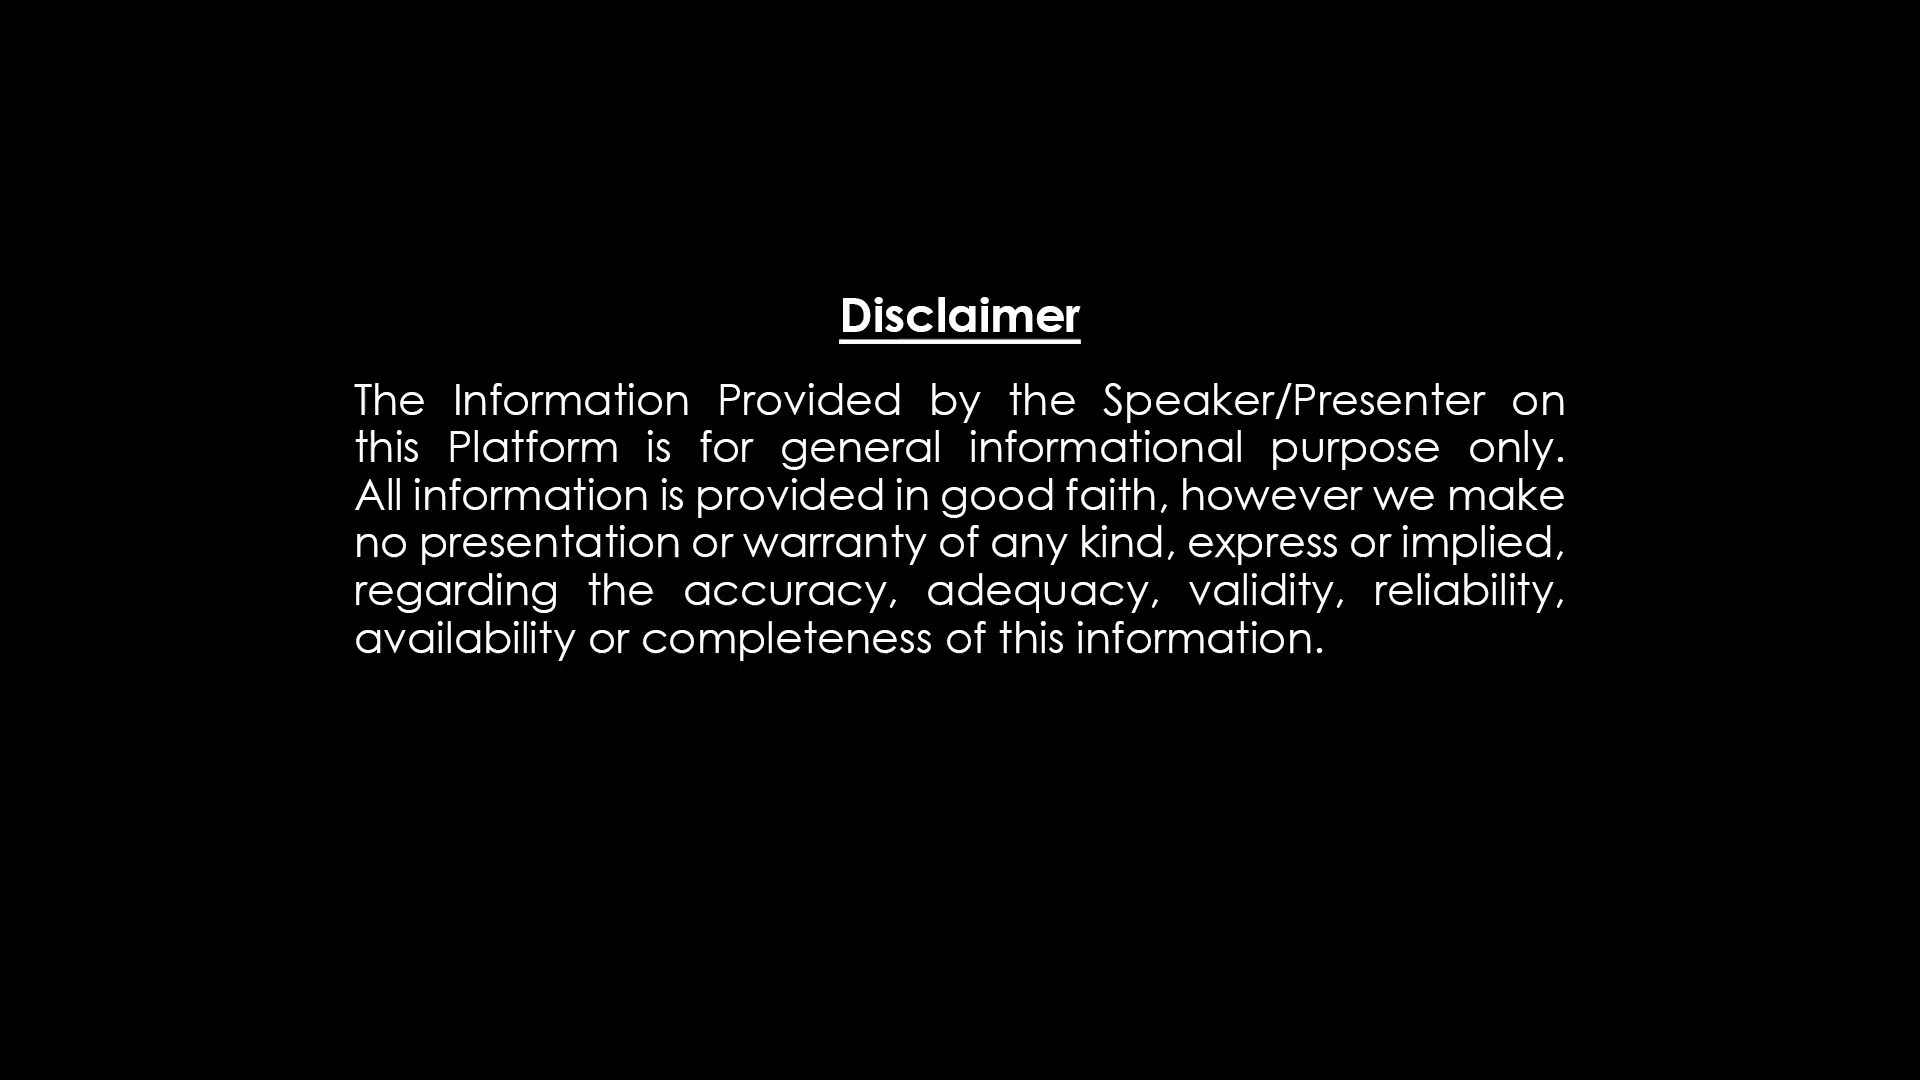 Disclaimer
The Information Provided by the Speaker/Presenter on
this Platform is for general informational purpose only.
All information is provided in good faith, however we make
no presentation or warranty of any kind, express or implied,
regarding the accuracy, adequacy, validity, reliability,
availability or completeness of this information.